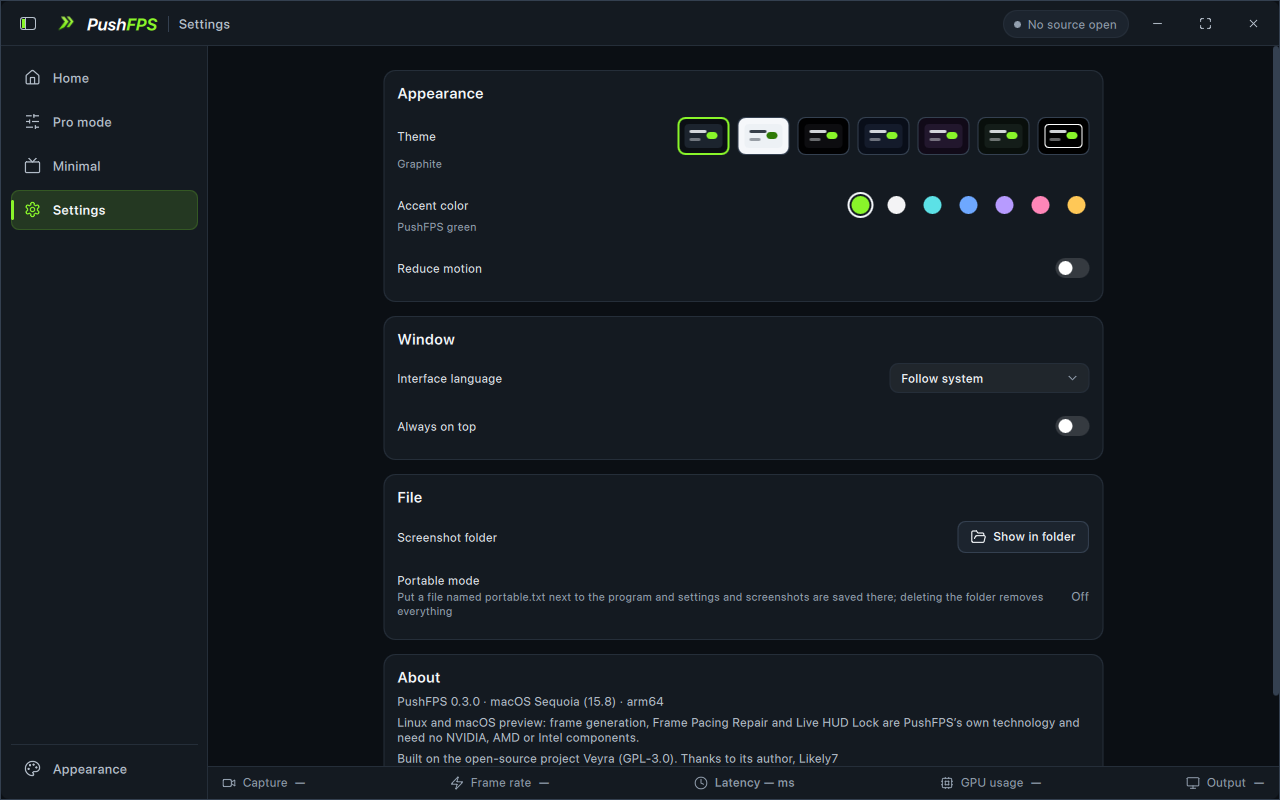 PushFPS
Settings
No source open
Home
Pro mode
Minimal
Settings
Appearance
Theme
Graphite
Accent color
PushFPS green
Reduce motion
Window
Interface language
Follow system
Always on top
File
Screenshot folder
Show in folder
Portable mode
Put a file named portable.txt next to the program and settings and screenshots are saved there; deleting the folder removes
everything
Off
About
PushFPS 0.3.0 · macOS Sequoia (15.8) · arm64
Linux and macOS preview: frame generation, Frame Pacing Repair and Live HUD Lock are PushFPS’s own technology and
need no NVIDIA, AMD or Intel components.
Built on the open-source project Veyra (GPL-3.0). Thanks to its author, Likely7
Appearance
Capture —
Frame rate —
Latency — ms
GPU usage —
Output —